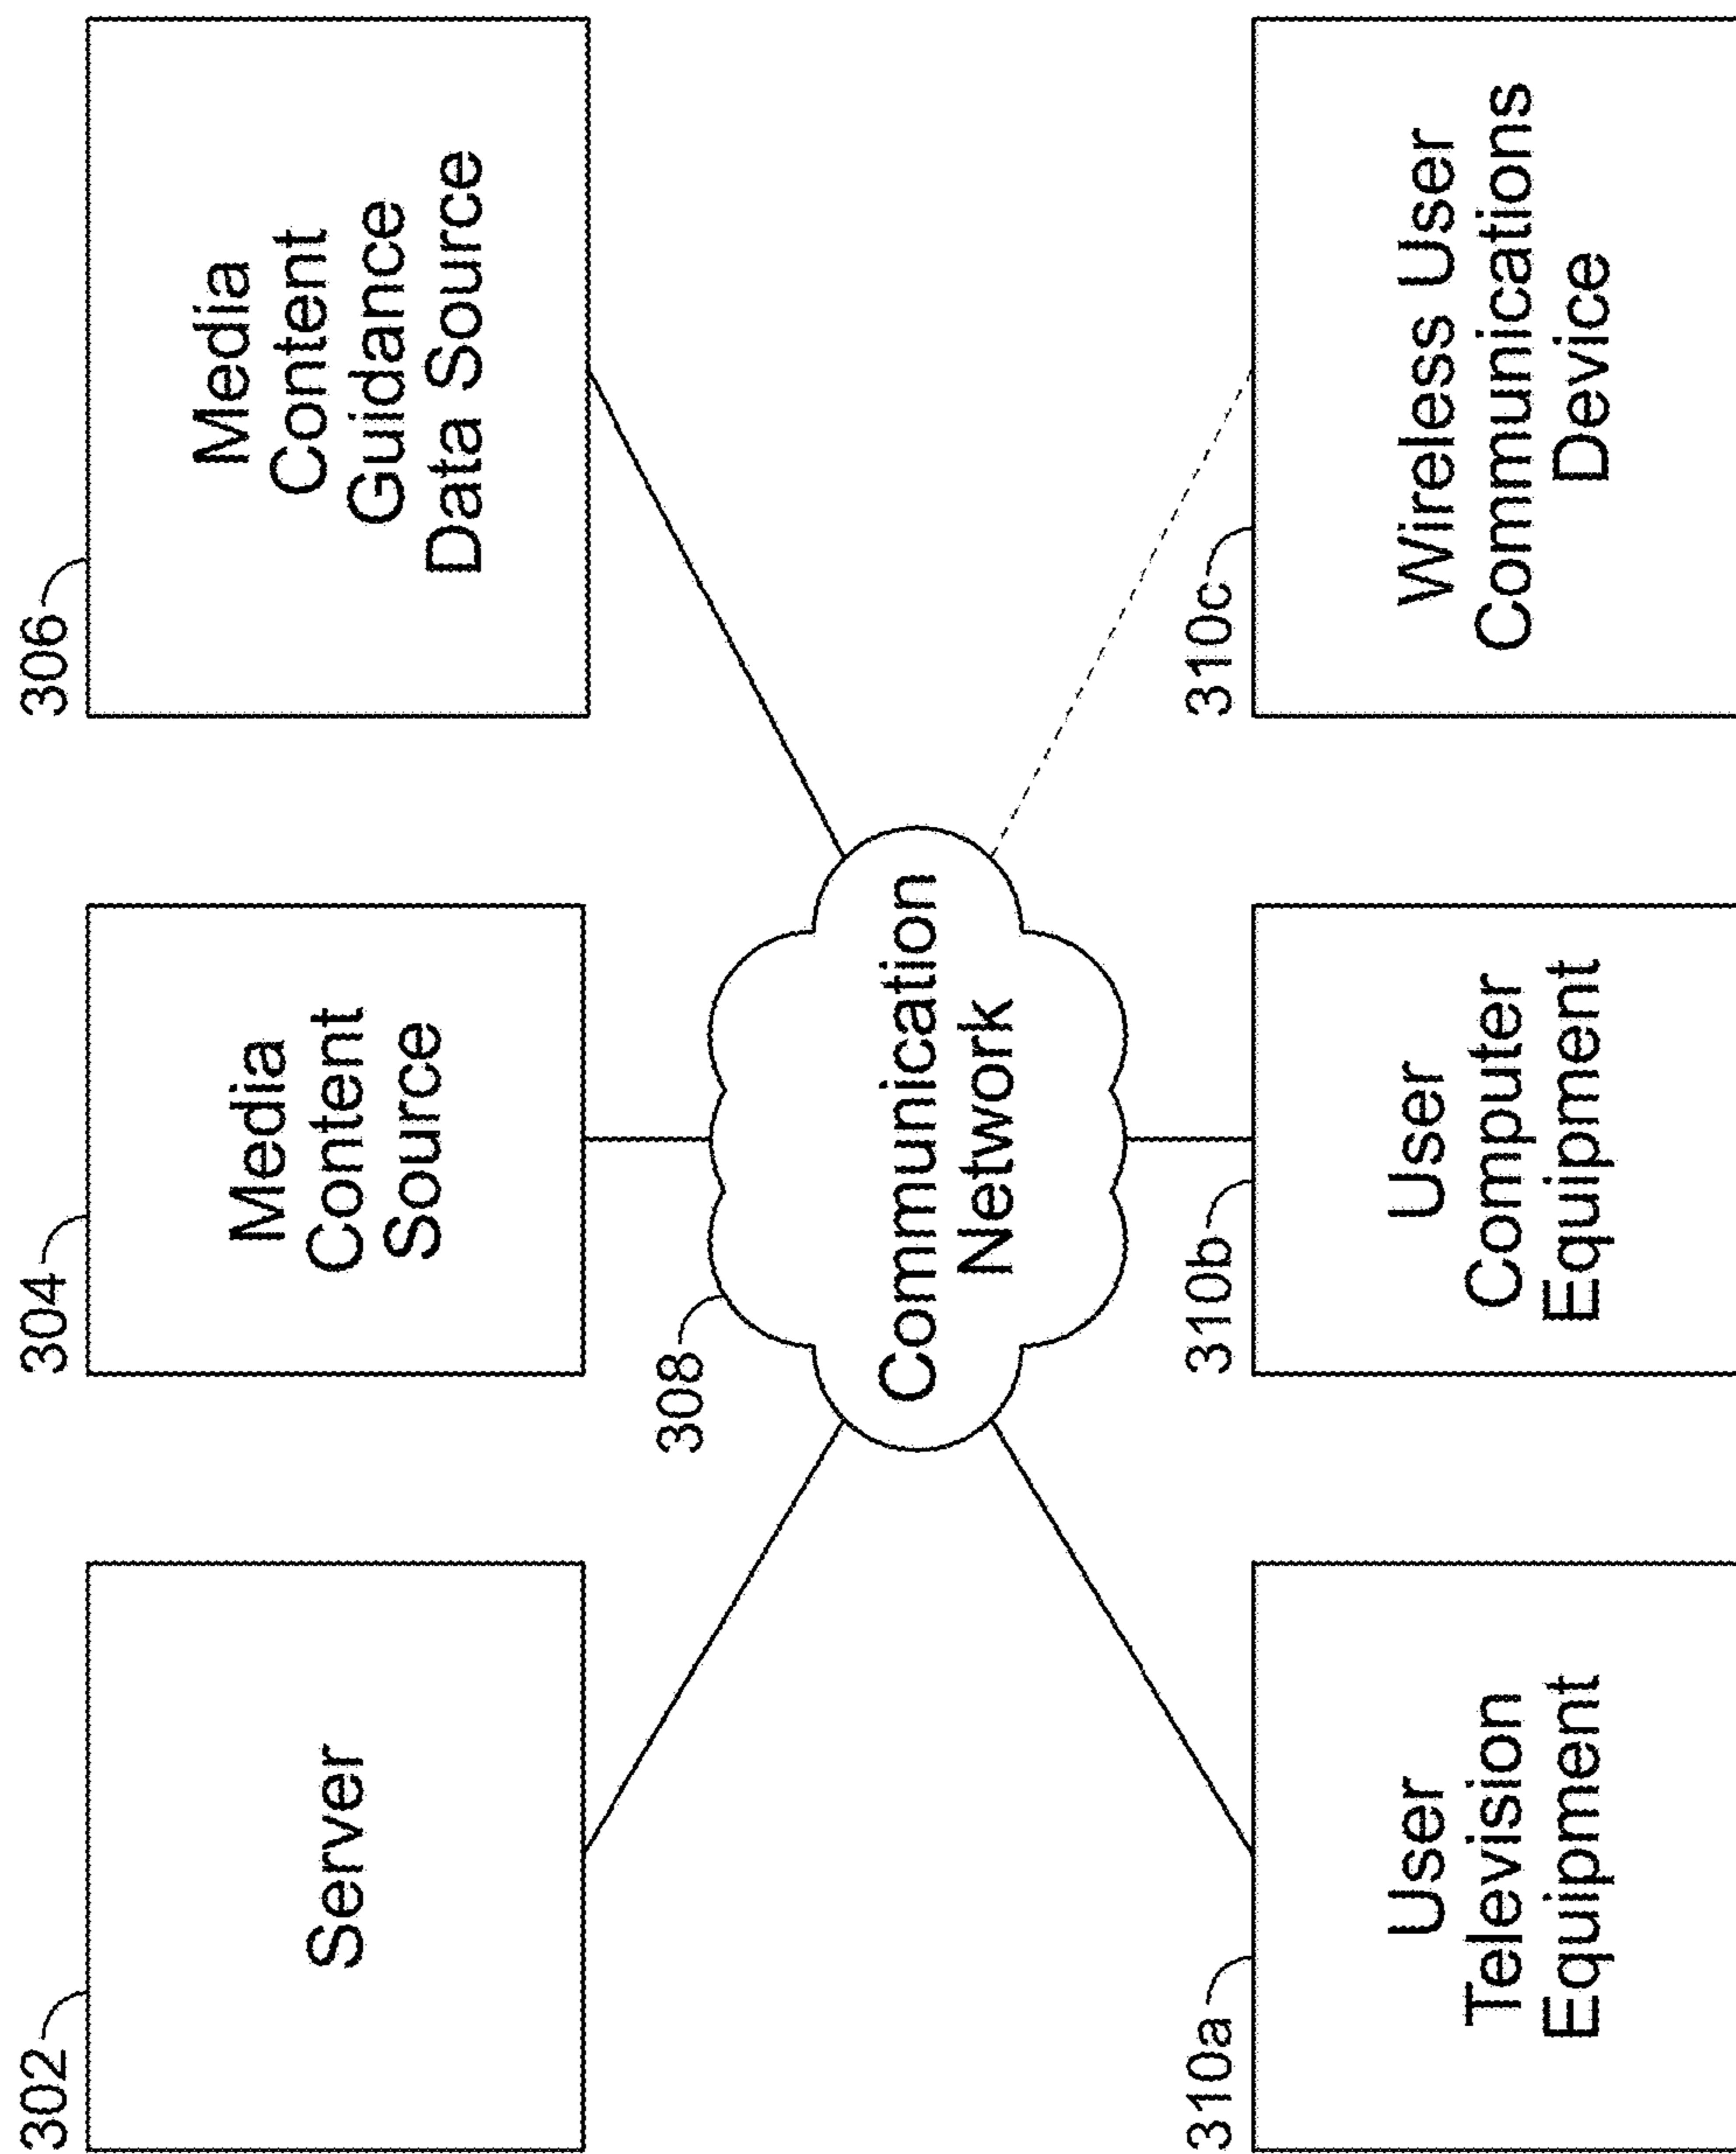 302
Server
304
Media
Content
Source
306
Media
Content
Guidance
Data Source
308
Communication
Network
310a
User
Television
Equipment
310b
User
Computer
Equipment
310c
Wireless User
Communications
Device